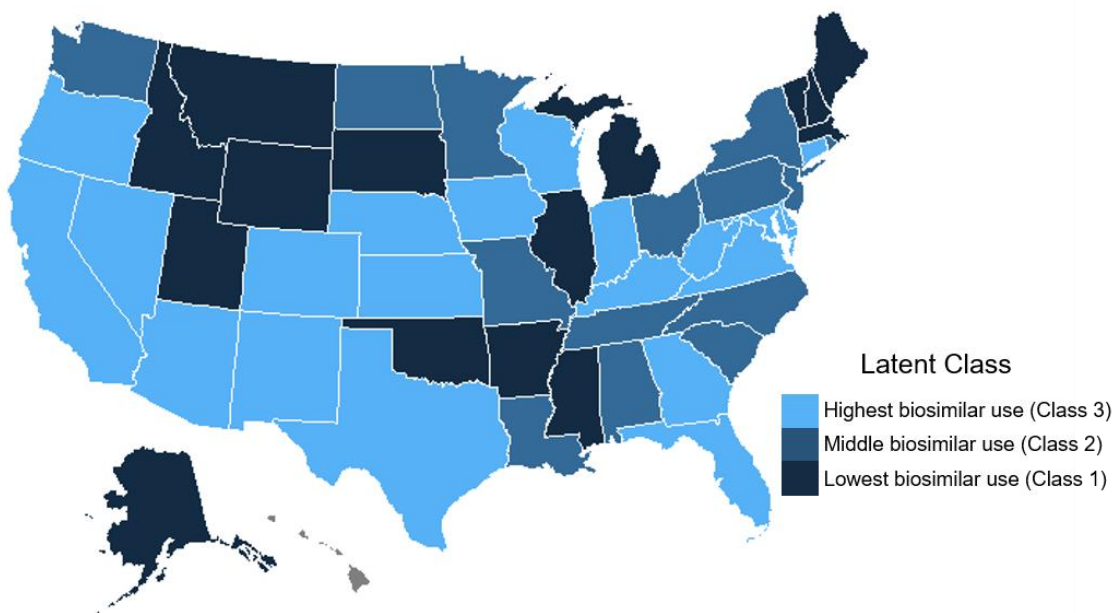 Latent Class
Highest biosimilar use (Class 3)
Middle biosimilar use (Class 2)
Lowest biosimilar use (Class 1)